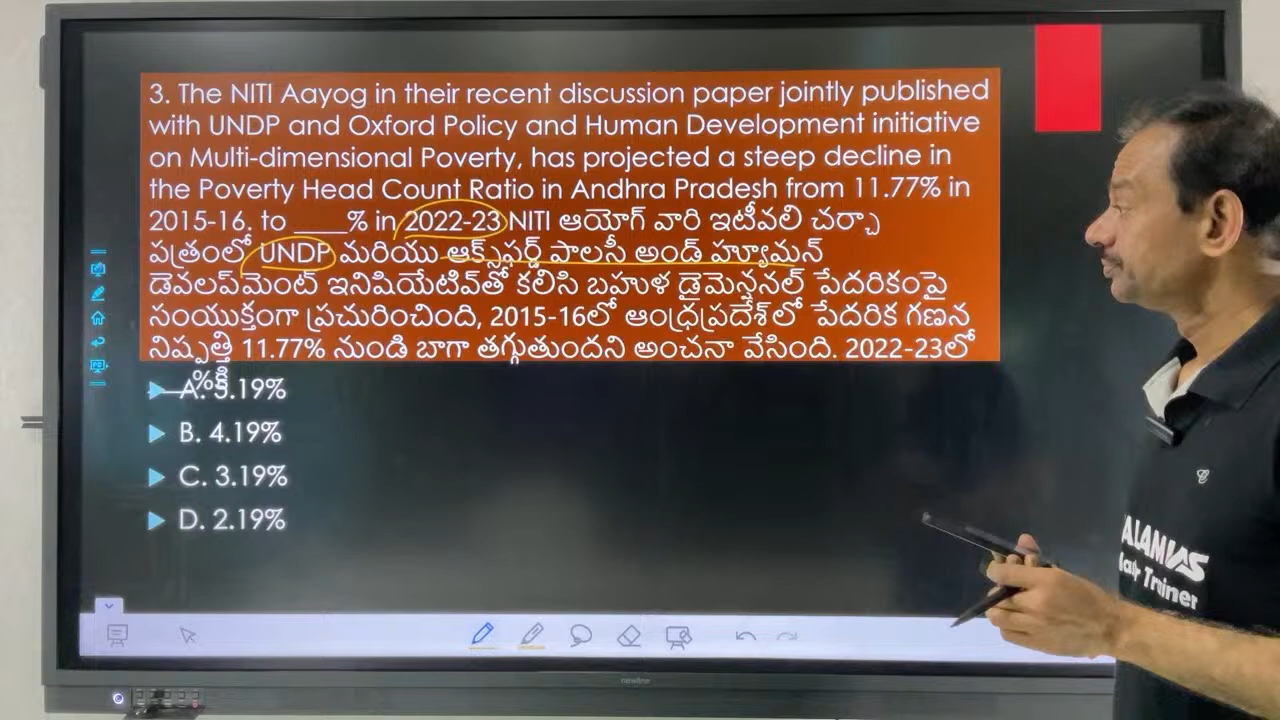 3. The NITI Aayog in their recent discussion paper jointly published
with UNDP and Oxford Policy and Human Development initiative
on Multi-dimensional Poverty, has projected a steep decline in
the Poverty Head Count Ratio in Andhra Pradesh from 11.77% in
2015-16. to ____% in 2022-23 NITI ఆయోగ్ వారి ఇటీవలి చర్చా
పత్రంలో UNDP మరియు ఆక్స్‌ఫర్డ్ పాలసీ అండ్ హ్యూమన్
డెవలప్‌మెంట్ ఇనిషియేటివ్‌తో కలిసి బహుళ డైమెన్షనల్ పేదరికంపై
సంయుక్తంగా ప్రచురించింది, 2015-16లో ఆంధ్రప్రదేశ్‌లో పేదరిక గణన
నిష్పత్తి 11.77% నుండి బాగా తగ్గుతుందని అంచనా వేసింది. 2022-23లో
___%కి
A. 5.19%
B. 4.19%
C. 3.19%
D. 2.19%
newline
Trainer